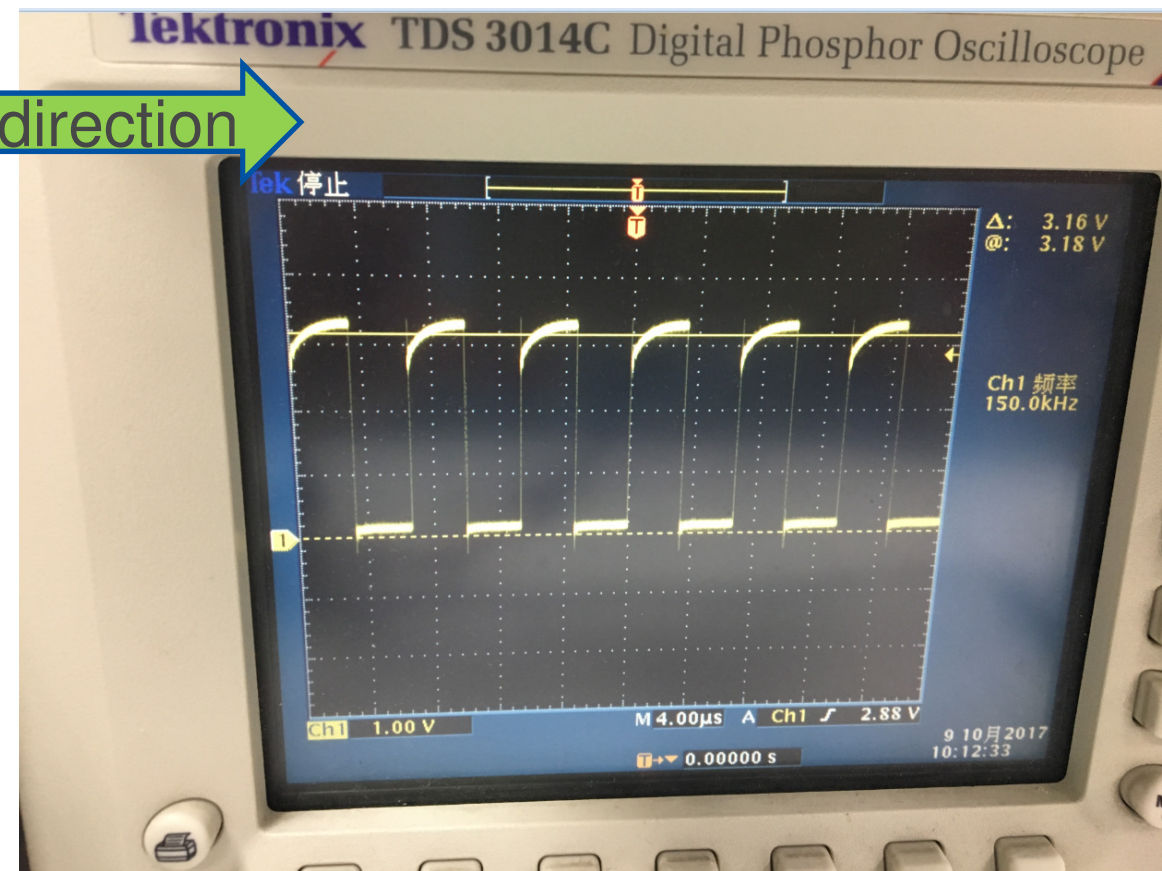 Tektronix TDS 3014C Digital Phosphor Oscilloscope
direction
Tek 停止
T
T
Δ: 3.16 V
@: 3.18 V
Ch1 频率
150.0kHz
1
Ch1 1.00 V
M 4.00µs A Ch1 2.88 V
T 0.00000 s
9 10月 2017
10:12:33